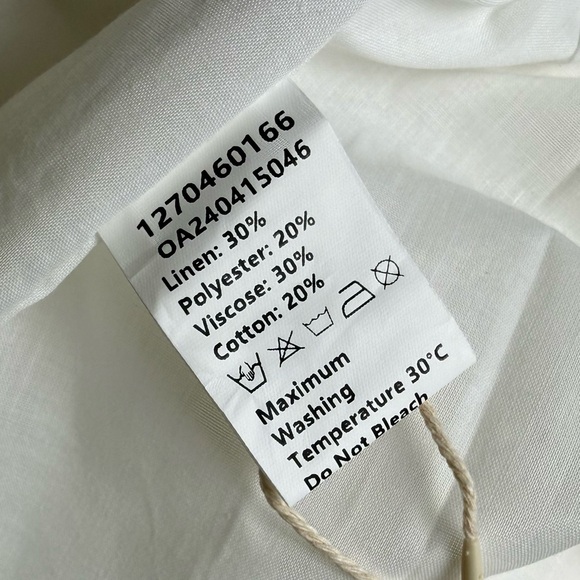 1270460166
OA240415046
Linen: 30%
Polyester: 20%
Viscose: 30%
Cotton: 20%
Maximum
Washing
Temperature 30°C
Do Not Bleach